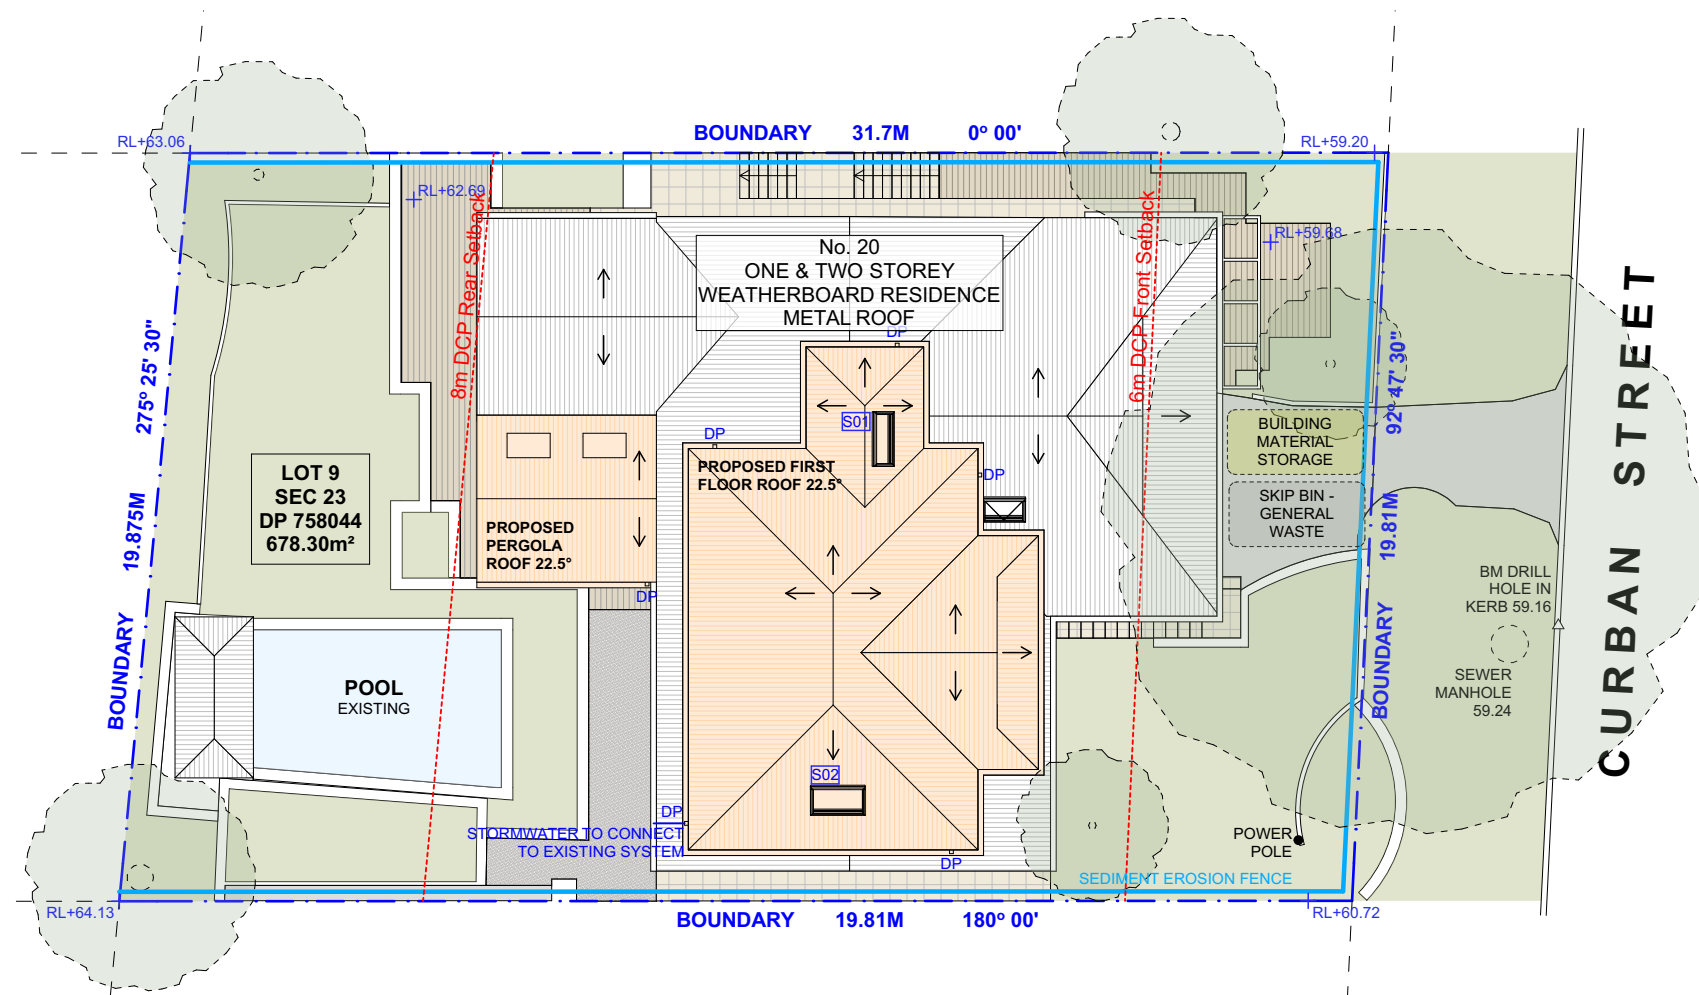 BOUNDARY 31.7M 0º 00'
RL+63.06
RL+59.20
RL+62.69
RL+59.68
8m DCP Rear Setback
6m DCP Front Setback
No. 20
ONE & TWO STOREY
WEATHERBOARD RESIDENCE
METAL ROOF
DP
S01
DP
DP
PROPOSED FIRST
FLOOR ROOF 22.5°
PROPOSED
PERGOLA
ROOF 22.5°
DP
LOT 9
SEC 23
DP 758044
678.30m²
BOUNDARY 19.875M 275º 25' 30"
BUILDING
MATERIAL
STORAGE
SKIP BIN -
GENERAL
WASTE
BOUNDARY 19.81M 92º 47' 30"
CURBAN STREET
BM DRILL
HOLE IN
KERB 59.16
SEWER
MANHOLE
59.24
POOL
EXISTING
S02
DP
STORMWATER TO CONNECT
TO EXISTING SYSTEM
DP
POWER
POLE
SEDIMENT EROSION FENCE
RL+64.13
RL+60.72
BOUNDARY 19.81M 180º 00'